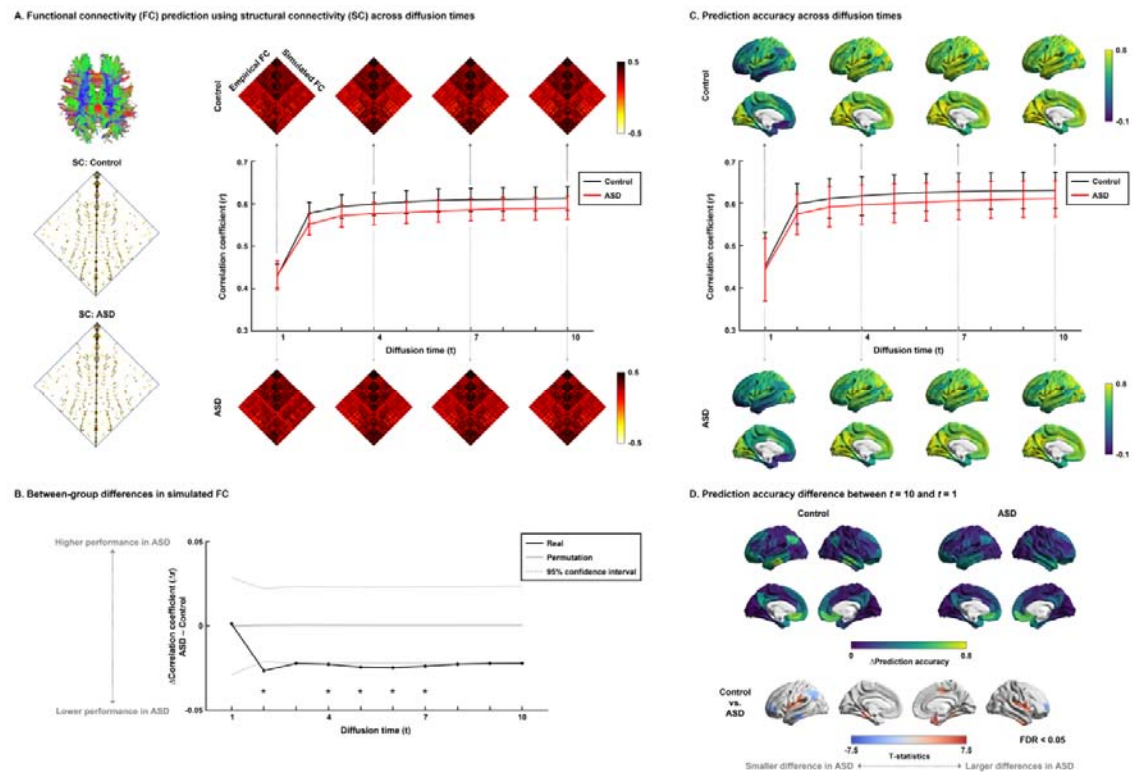 A. Functional connectivity (FC) prediction using structural connectivity (SC) across diffusion times
SC: Control
SC: ASD
Control
Empirical FC
Simulated FC
0.5
-0.5
0.7
0.6
0.5
0.4
0.3
Correlation coefficient (r)
Control
ASD
1
4
7
10
Diffusion time (t)
ASD
0.5
-0.5
B. Between-group differences in simulated FC
Higher performance in ASD
Lower performance in ASD
ΔCorrelation coefficient (Δr)
ASD – Control
0.05
0
-0.05
Real
Permutation
95% confidence interval
* * * * *
1
4
7
10
Diffusion time (t)
C. Prediction accuracy across diffusion times
Control
0.8
-0.1
0.7
0.6
0.5
0.4
0.3
Correlation coefficient (r)
Control
ASD
1
4
7
10
Diffusion time (t)
ASD
0.8
-0.1
D. Prediction accuracy difference between t = 10 and t = 1
Control
ASD
0
0.8
ΔPrediction accuracy
Control
vs.
ASD
-7.5
7.5
T-statistics
FDR < 0.05
Smaller difference in ASD
Larger differences in ASD